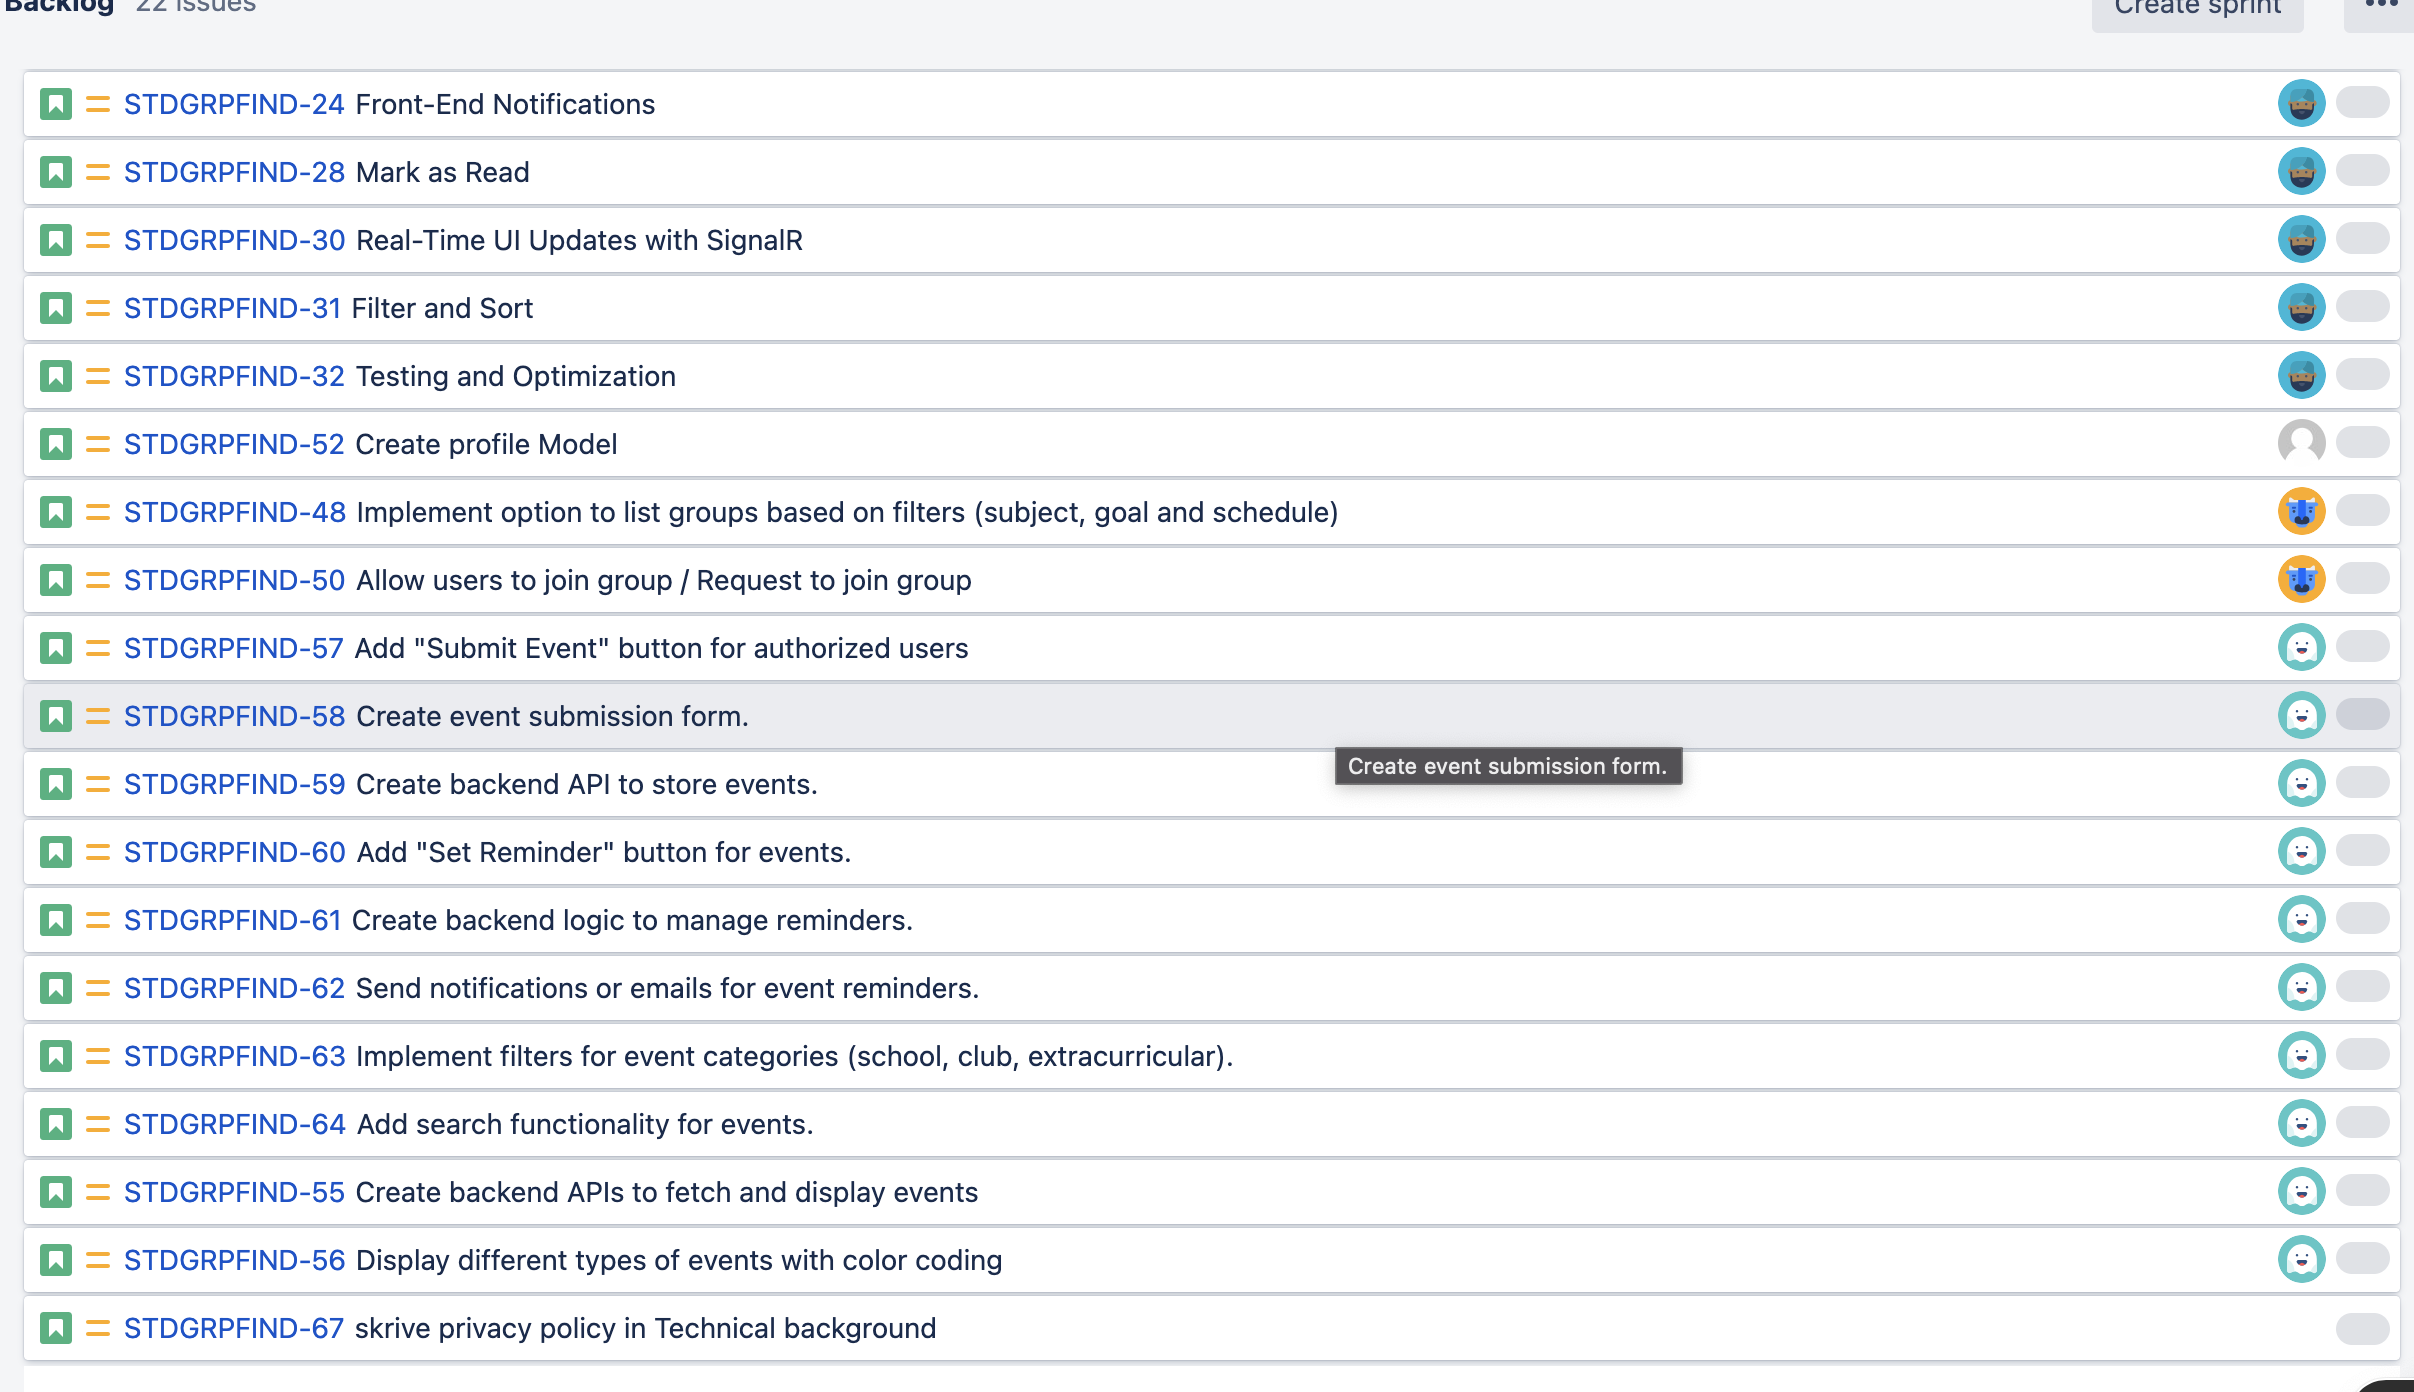 Backlog 22 issues
Create sprint
STDGRPFIND-24 Front-End Notifications
STDGRPFIND-28 Mark as Read
STDGRPFIND-30 Real-Time UI Updates with SignalR
STDGRPFIND-31 Filter and Sort
STDGRPFIND-32 Testing and Optimization
STDGRPFIND-52 Create profile Model
STDGRPFIND-48 Implement option to list groups based on filters (subject, goal and schedule)
STDGRPFIND-50 Allow users to join group / Request to join group
STDGRPFIND-57 Add "Submit Event" button for authorized users
STDGRPFIND-58 Create event submission form.
Create event submission form.
STDGRPFIND-59 Create backend API to store events.
STDGRPFIND-60 Add "Set Reminder" button for events.
STDGRPFIND-61 Create backend logic to manage reminders.
STDGRPFIND-62 Send notifications or emails for event reminders.
STDGRPFIND-63 Implement filters for event categories (school, club, extracurricular).
STDGRPFIND-64 Add search functionality for events.
STDGRPFIND-55 Create backend APIs to fetch and display events
STDGRPFIND-56 Display different types of events with color coding
STDGRPFIND-67 skrive privacy policy in Technical background